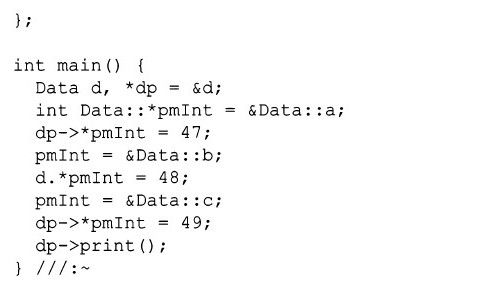 };

int main() {
  Data d, *dp = &d;
  int Data::*pmInt = &Data::a;
  dp->*pmInt = 47;
  pmInt = &Data::b;
  d.*pmInt = 48;
  pmInt = &Data::c;
  dp->*pmInt = 49;
  dp->print();
} ///:~